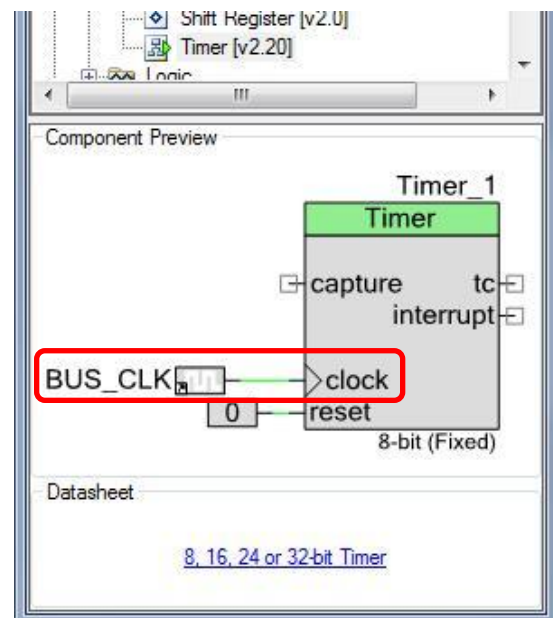 Shift Register [v2.0]
Timer [v2.20]
Logic
Component Preview
Timer_1
Timer
capture tc
interrupt
BUS_CLK clock
0 reset
8-bit (Fixed)
Datasheet
8, 16, 24 or 32-bit Timer